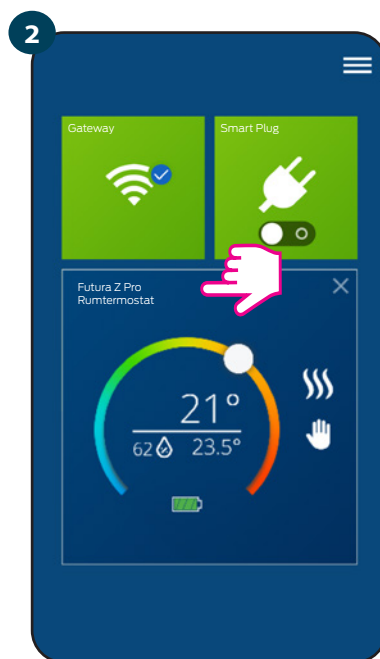 2
Gateway
Smart Plug
Futura Z Pro
Rumtermostat
21°
62 23.5°